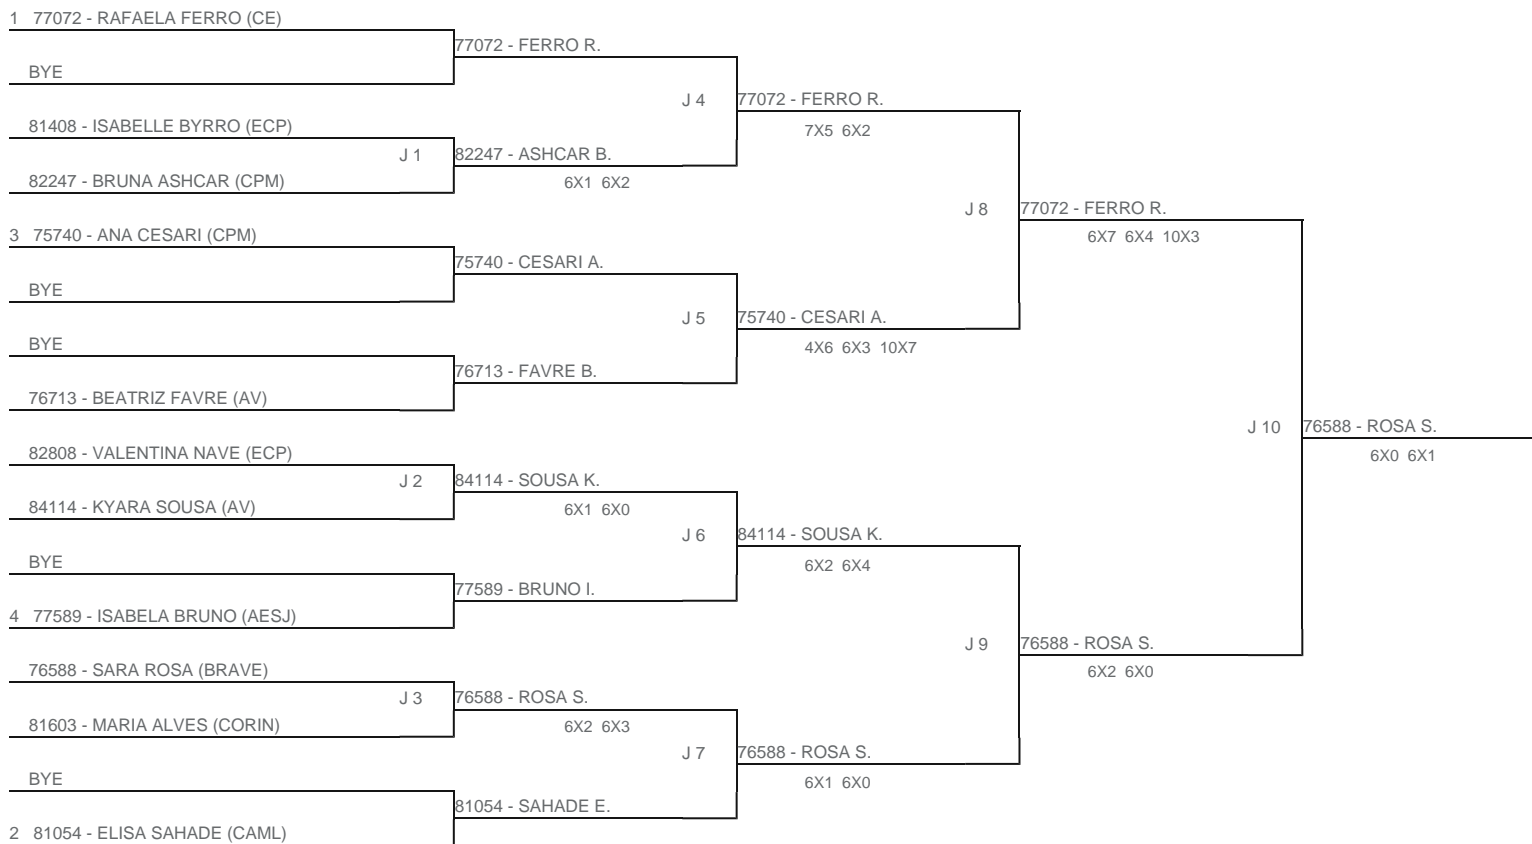 1 77072 - RAFAELA FERRO (CE)
77072 - FERRO R.
BYE
J 4 77072 - FERRO R.
7X5 6X2
81408 - ISABELLE BYRRO (ECP)
J 1 82247 - ASHCAR B.
6X1 6X2
82247 - BRUNA ASHCAR (CPM)
J 8 77072 - FERRO R.
6X7 6X4 10X3
3 75740 - ANA CESARI (CPM)
75740 - CESARI A.
BYE
J 5 75740 - CESARI A.
4X6 6X3 10X7
BYE
76713 - FAVRE B.
76713 - BEATRIZ FAVRE (AV)
J 10 76588 - ROSA S.
6X0 6X1
82808 - VALENTINA NAVE (ECP)
J 2 84114 - SOUSA K.
6X1 6X0
84114 - KYARA SOUSA (AV)
J 6 84114 - SOUSA K.
6X2 6X4
BYE
77589 - BRUNO I.
4 77589 - ISABELA BRUNO (AESJ)
J 9 76588 - ROSA S.
6X2 6X0
76588 - SARA ROSA (BRAVE)
J 3 76588 - ROSA S.
6X2 6X3
81603 - MARIA ALVES (CORIN)
J 7 76588 - ROSA S.
6X1 6X0
BYE
81054 - SAHADE E.
2 81054 - ELISA SAHADE (CAML)